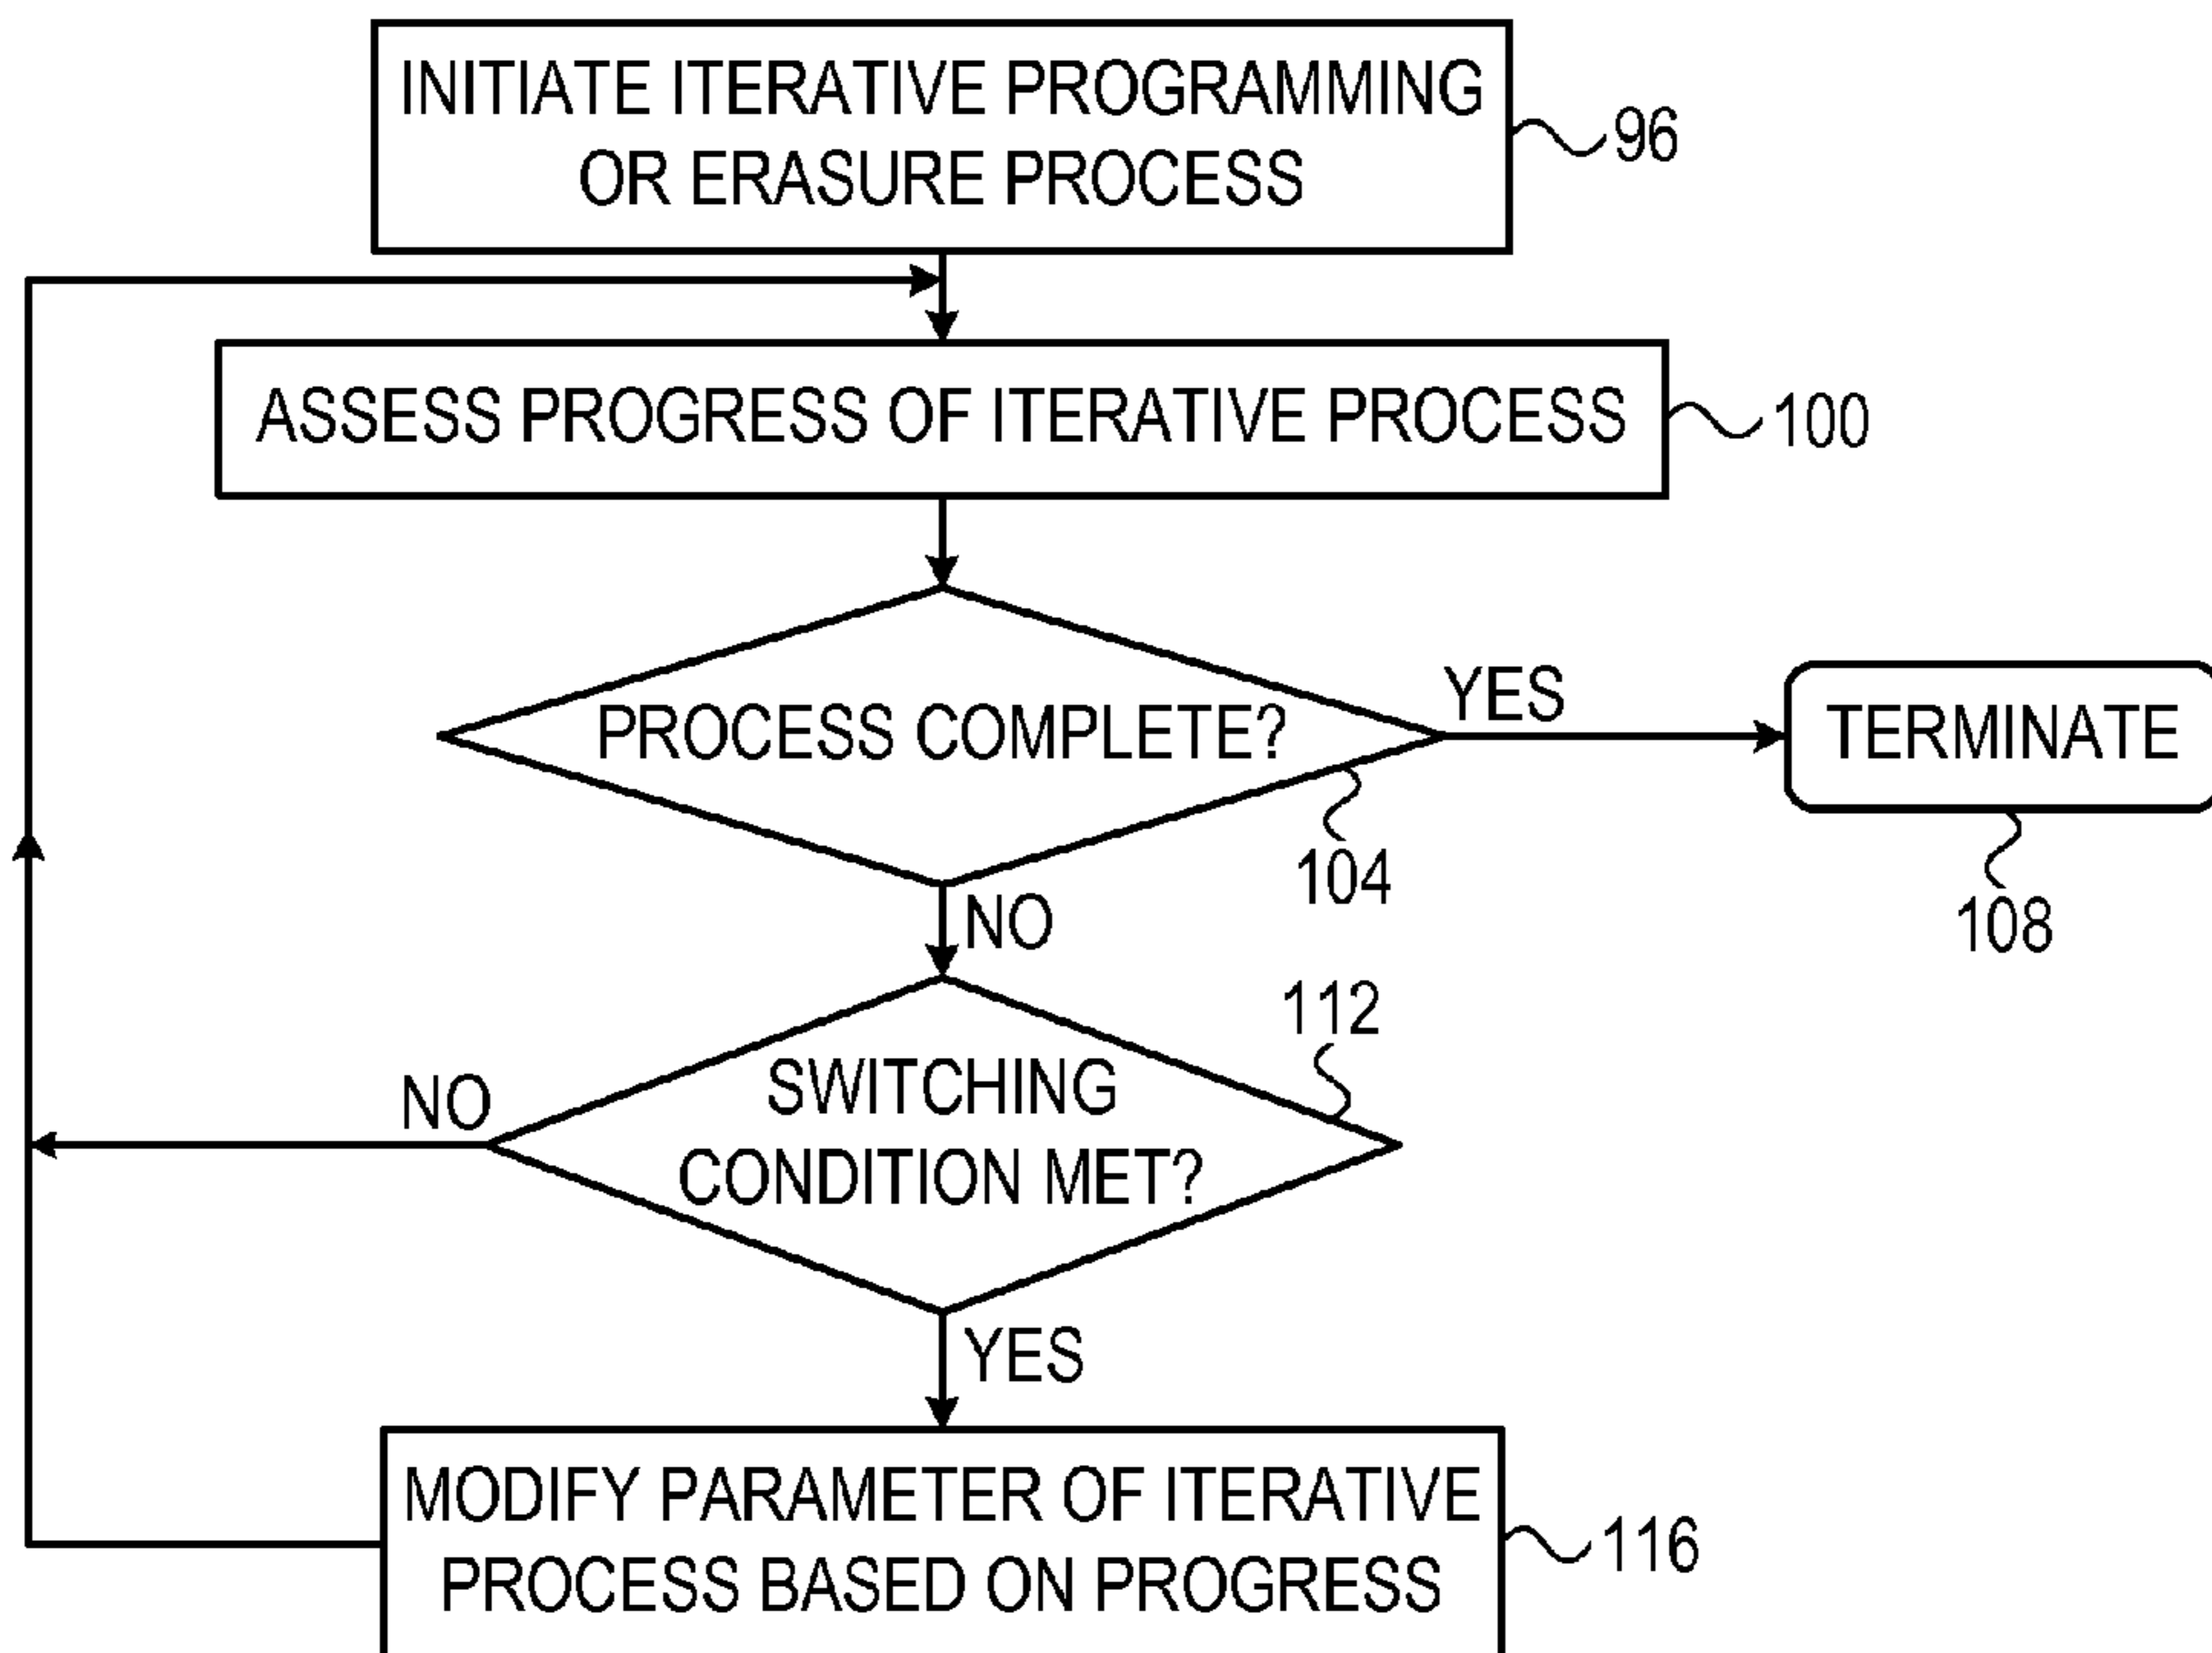 INITIATE ITERATIVE PROGRAMMING
OR ERASURE PROCESS
96
ASSESS PROGRESS OF ITERATIVE PROCESS
100
PROCESS COMPLETE?
YES
TERMINATE
104
108
NO
112
SWITCHING
CONDITION MET?
NO
YES
MODIFY PARAMETER OF ITERATIVE
PROCESS BASED ON PROGRESS
116